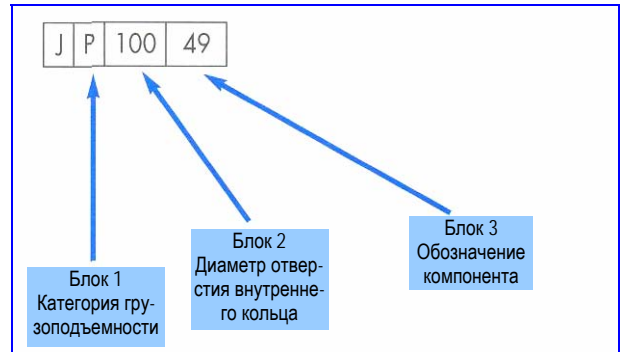 J P 100 49
Блок 1
Категория гру-
зоподъемности
Блок 2
Диаметр отвер-
стия внутренне-
го кольца
Блок 3
Обозначение
компонента